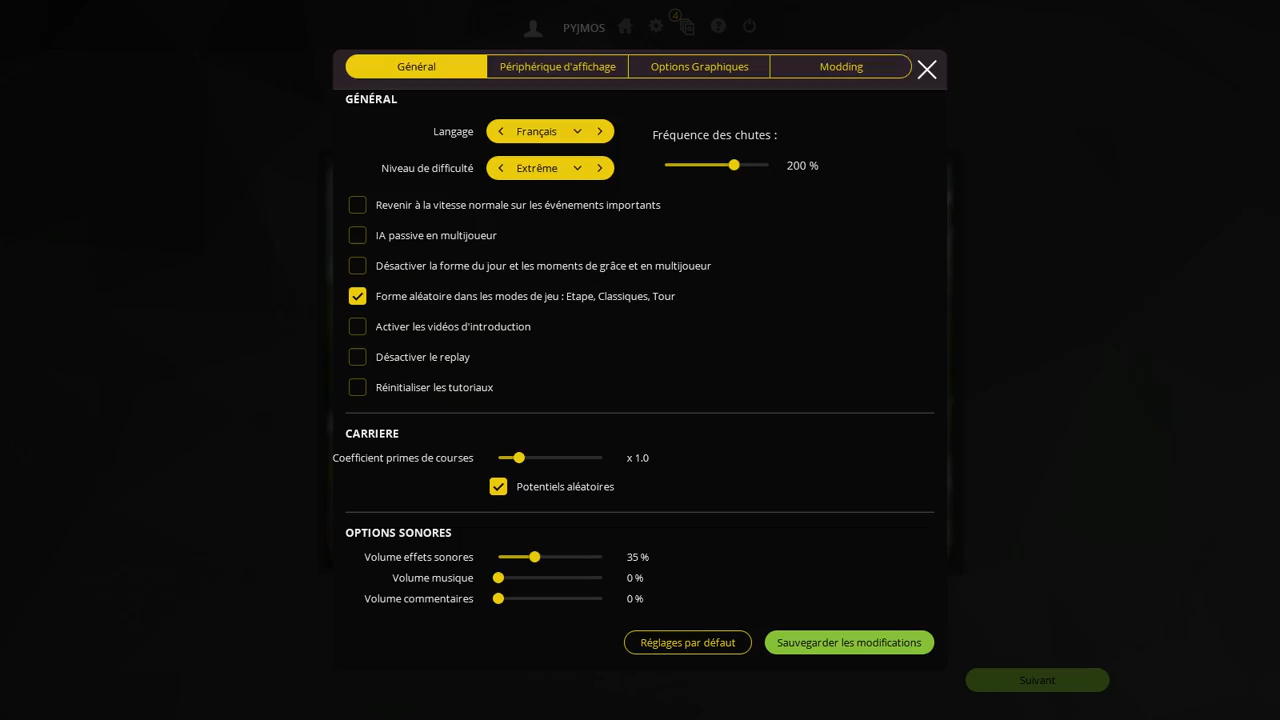 PYJMOS
4
Général
Périphérique d'affichage
Options Graphiques
Modding
GÉNÉRAL
Langage
Français
Fréquence des chutes :
200 %
Niveau de difficulté
Extrême
Revenir à la vitesse normale sur les événements importants
IA passive en multijoueur
Désactiver la forme du jour et les moments de grâce et en multijoueur
Forme aléatoire dans les modes de jeu : Etape, Classiques, Tour
Activer les vidéos d'introduction
Désactiver le replay
Réinitialiser les tutoriaux
CARRIERE
Coefficient primes de courses
x 1.0
Potentiels aléatoires
OPTIONS SONORES
Volume effets sonores
35 %
Volume musique
0 %
Volume commentaires
0 %
Réglages par défaut
Sauvegarder les modifications
Suivant